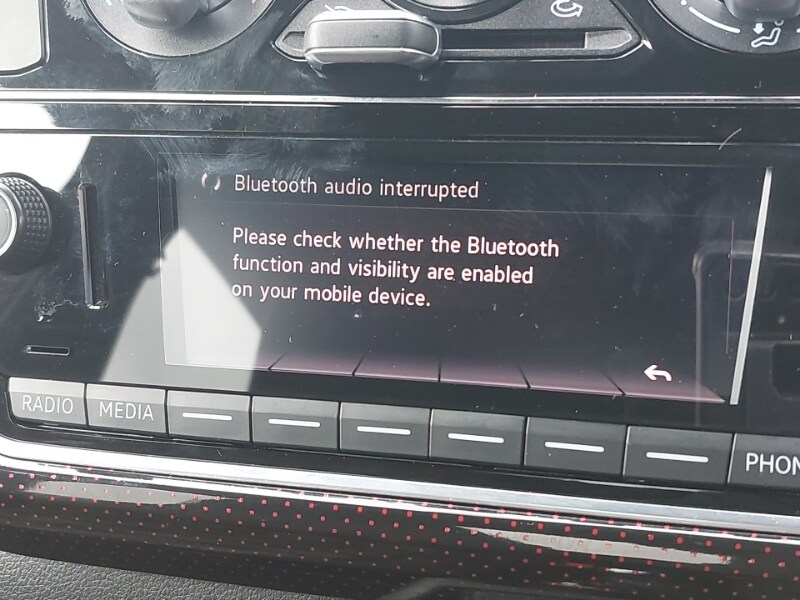 Bluetooth audio interrupted
Please check whether the Bluetooth
function and visibility are enabled
on your mobile device.
RADIO
MEDIA
PHON